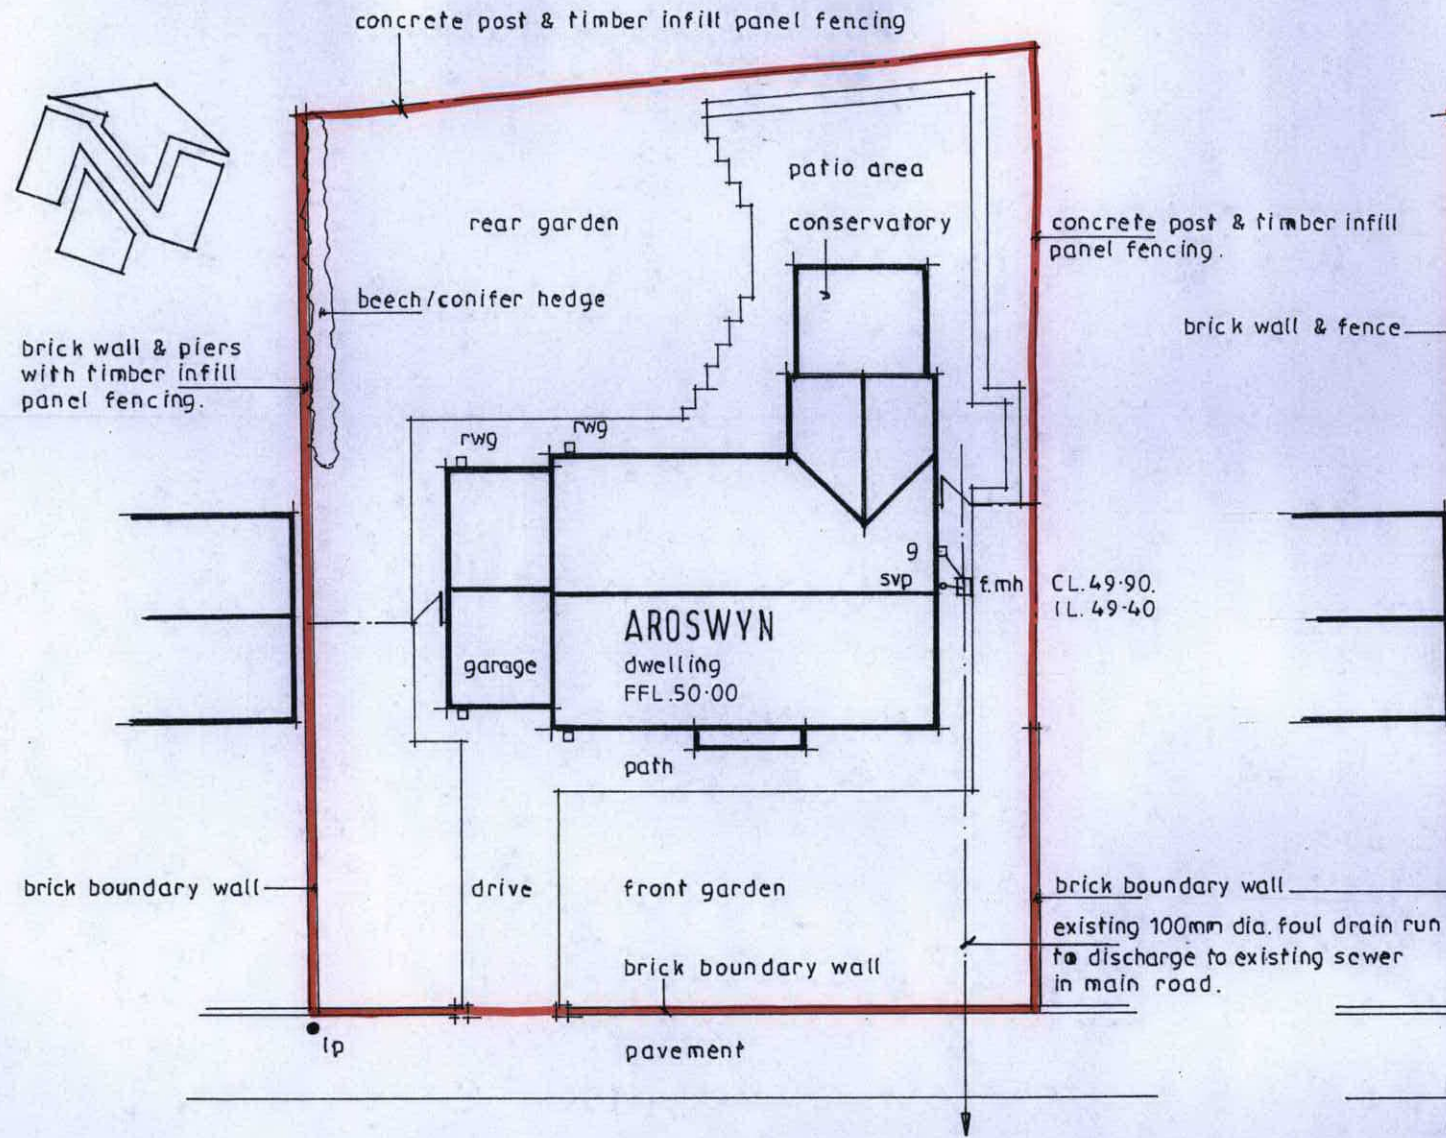 concrete post & timber infill panel fencing
patio area
rear garden
conservatory
concrete post & timber infill
panel fencing.
beech/conifer hedge
brick wall & fence
brick wall & piers
with timber infill
panel fencing.
rwg
rwg
g
svp
f.mh
CL.49·90.
IL.49·40
AROSWYN
dwelling
FFL.50·00
garage
path
brick boundary wall
drive
front garden
brick boundary wall
existing 100mm dia. foul drain run
to discharge to existing sewer
in main road.
brick boundary wall
lp
pavement
N